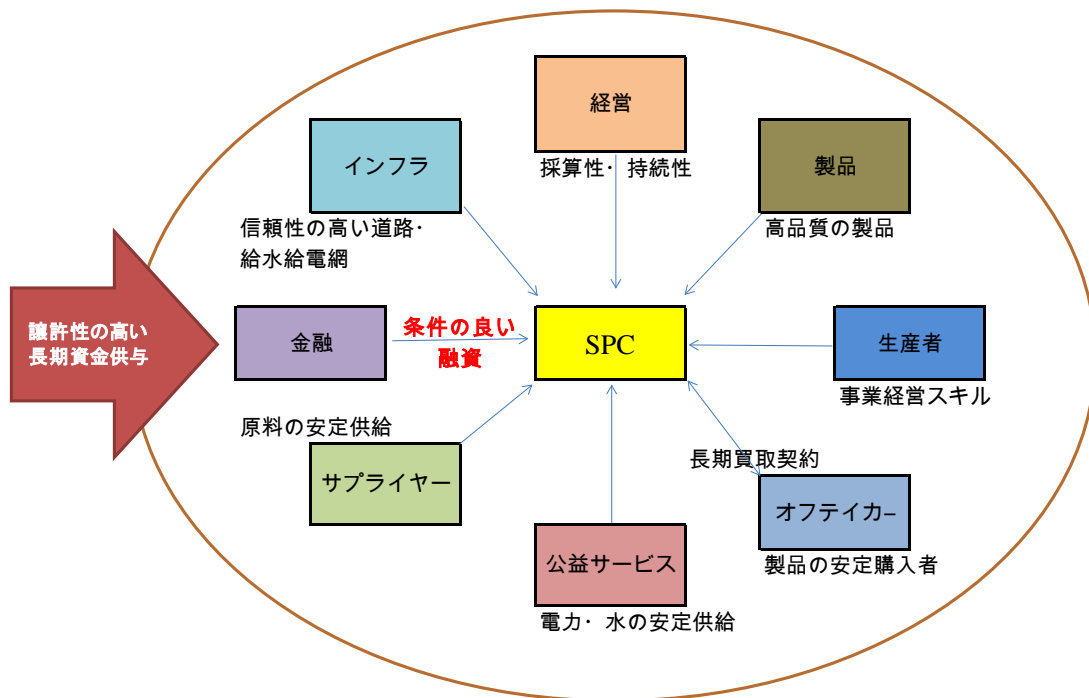 経営
採算性・ 持続性
インフラ
信頼性の高い道路・
給水給電網
製品
高品質の製品
譲許性の高い
長期資金供与
金融
条件の良い
融資
SPC
生産者
事業経営スキル
原料の安定供給
サプライヤー
長期買取契約
オフテイカ–
製品の安定購入者
公益サービス
電力・ 水の安定供給